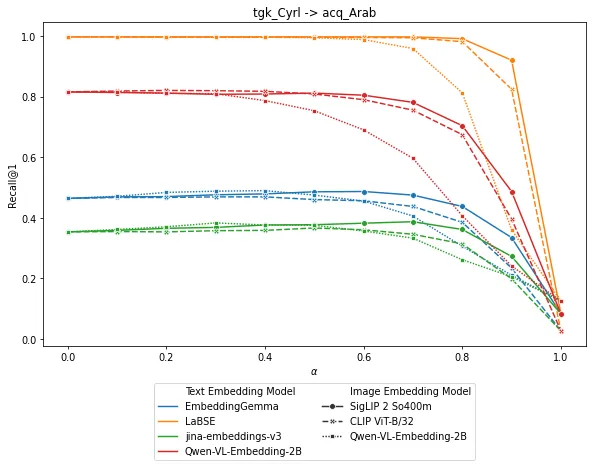 tgk_Cyrl -> acq_Arab
1.0
0.8
0.6
0.4
0.2
0.0
Recall@1
0.0 0.2 0.4 0.6 0.8 1.0
α
Text Embedding Model
EmbeddingGemma
LaBSE
jina-embeddings-v3
Qwen-VL-Embedding-2B
Image Embedding Model
SigLIP 2 So400m
CLIP ViT-B/32
Qwen-VL-Embedding-2B